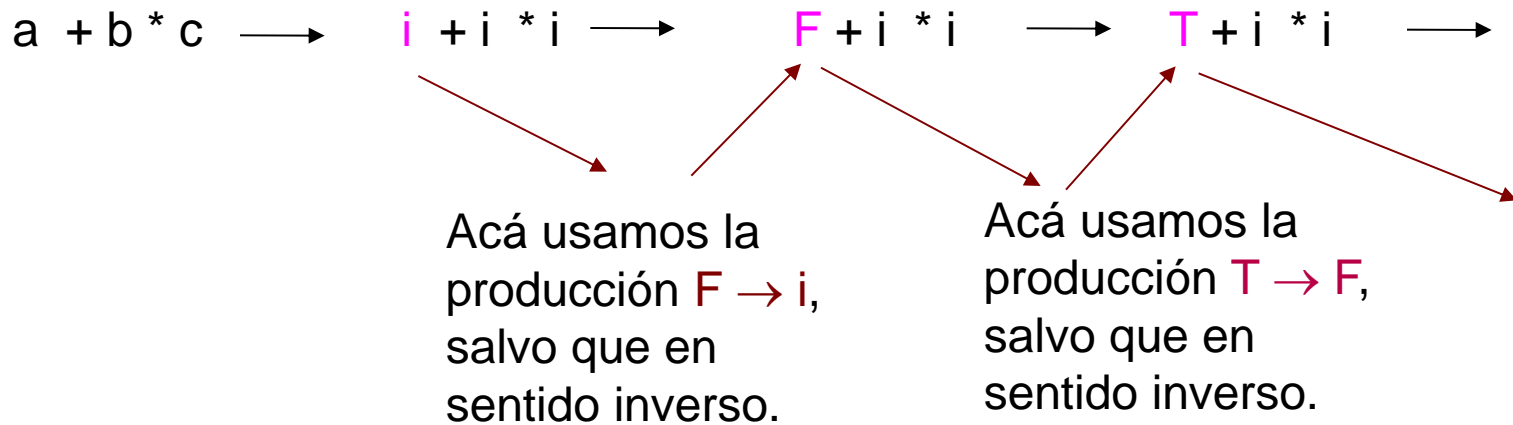 a + b * c → i + i * i → F + i * i → T + i * i →
Acá usamos la
producción F → i,
salvo que en
sentido inverso.
Acá usamos la
producción T → F,
salvo que en
sentido inverso.